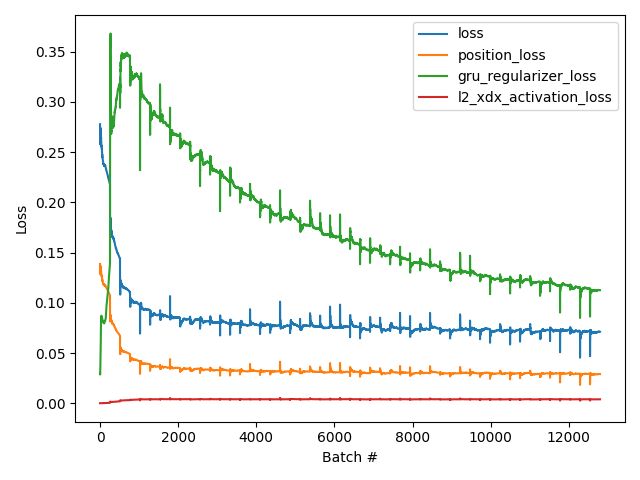 loss
position_loss
gru_regularizer_loss
l2_xdx_activation_loss
0.35
0.30
0.25
0.20
0.15
0.10
0.05
0.00
Loss
0 2000 4000 6000 8000 10000 12000
Batch #